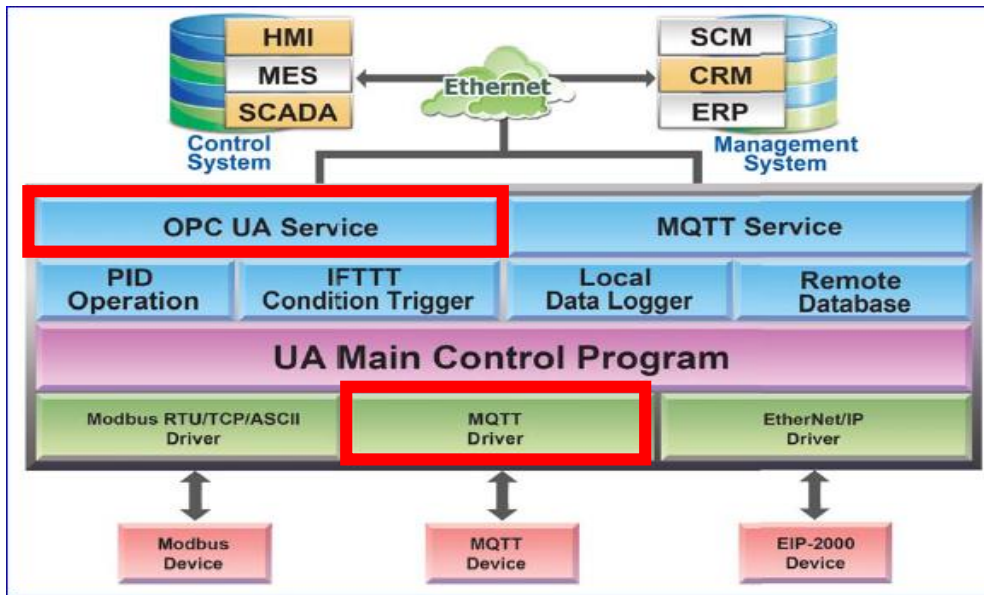 HMI
MES
SCADA
Control
System
Ethernet
SCM
CRM
ERP
Management
System
OPC UA Service
MQTT Service
PID
Operation
IFTTT
Condition Trigger
Local
Data Logger
Remote
Database
UA Main Control Program
Modbus RTU/TCP/ASCII
Driver
MQTT
Driver
EtherNet/IP
Driver
Modbus
Device
MQTT
Device
EIP-2000
Device